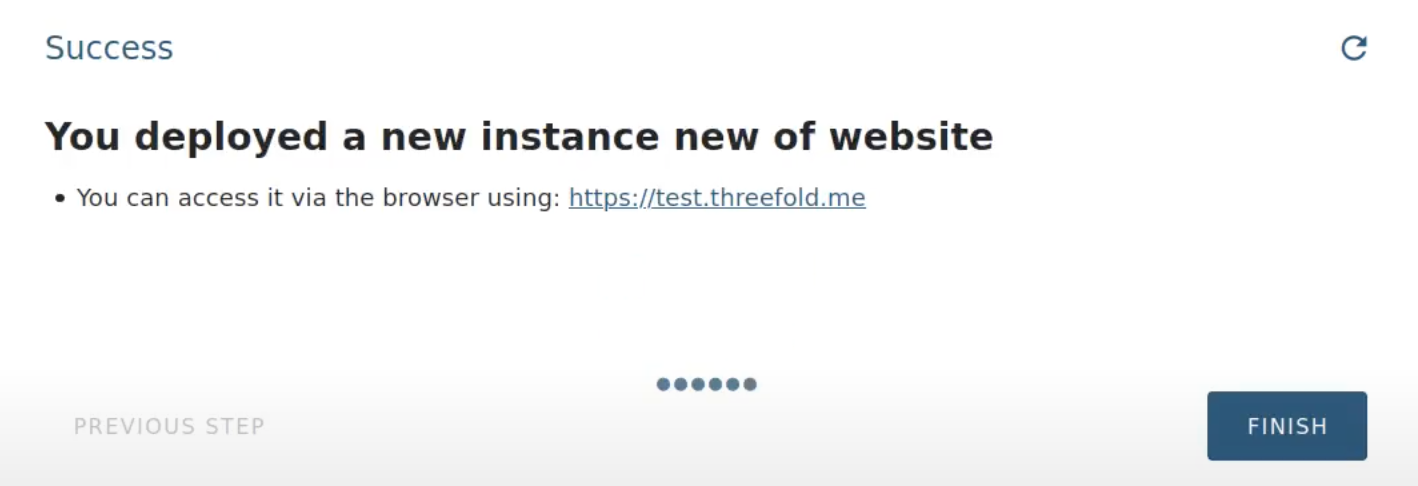 Success
You deployed a new instance new of website
• You can access it via the browser using: https://test.threefold.me
PREVIOUS STEP
FINISH